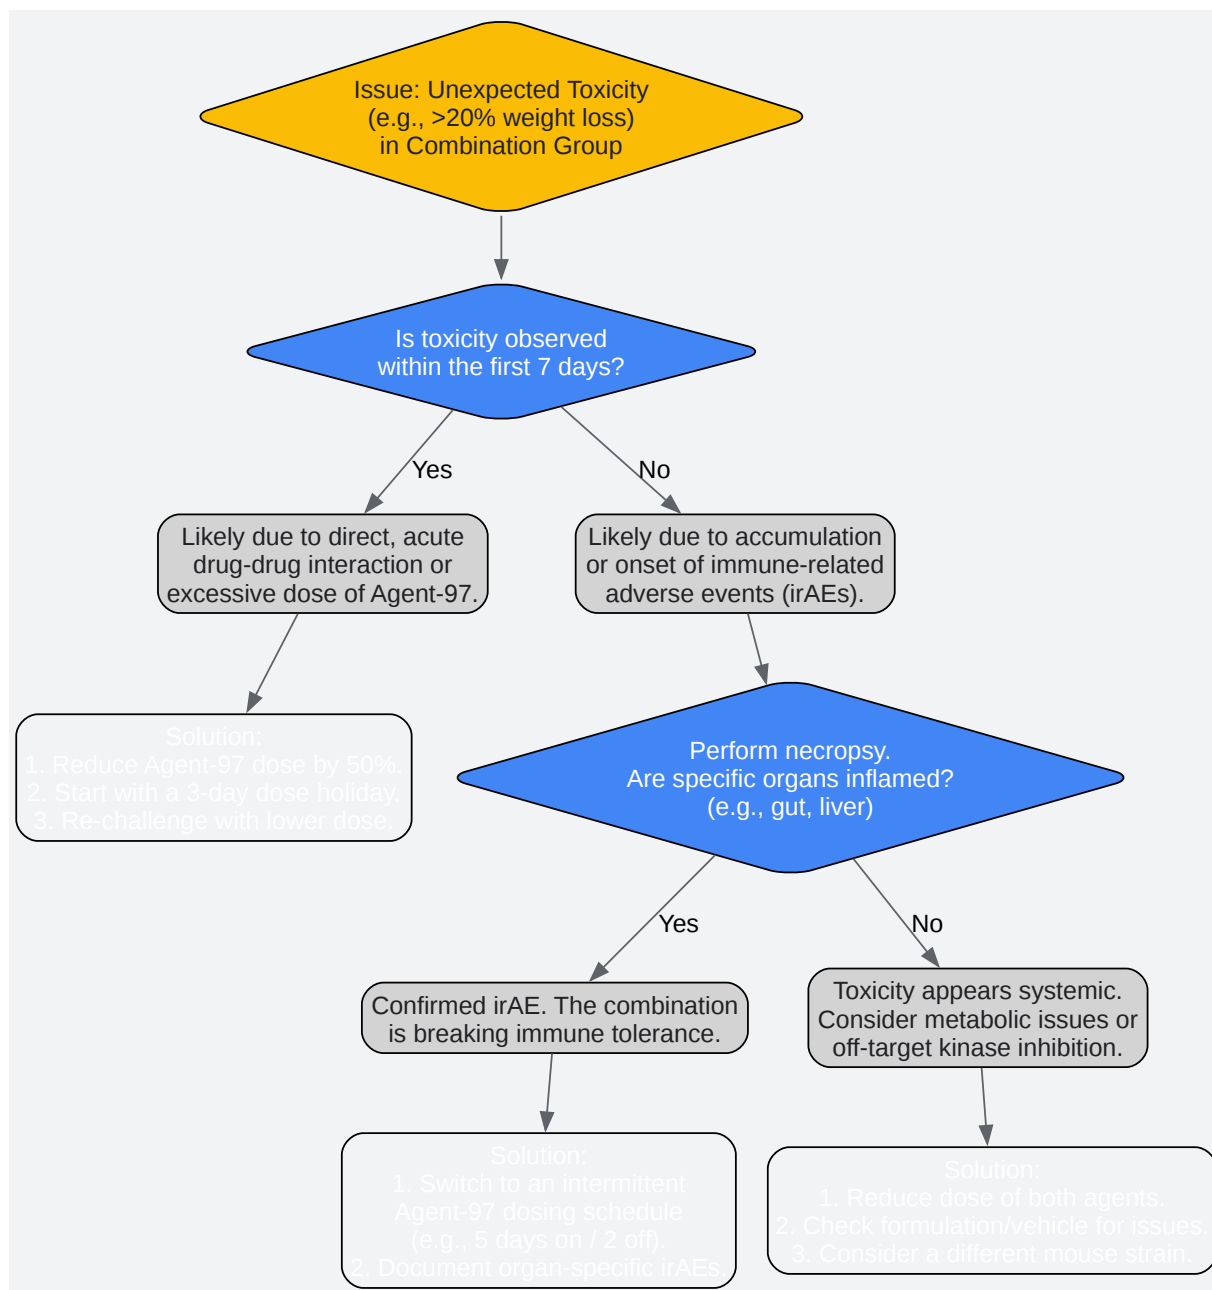 Issue: Unexpected Toxicity
(e.g., >20% weight loss)
in Combination Group
Is toxicity observed
within the first 7 days?
Yes
No
Likely due to direct, acute
drug-drug interaction or
excessive dose of Agent-97.
Likely due to accumulation
or onset of immune-related
adverse events (irAEs).
Solution:
1. Reduce Agent-97 dose by 50%.
2. Start with a 3-day dose holiday.
3. Re-challenge with lower dose.
Perform necropsy.
Are specific organs inflamed?
(e.g., gut, liver)
Yes
No
Confirmed irAE. The combination
is breaking immune tolerance.
Toxicity appears systemic.
Consider metabolic issues or
off-target kinase inhibition.
Solution:
1. Switch to an intermittent
Agent-97 dosing schedule
(e.g., 5 days on / 2 off).
2. Document organ-specific irAEs.
Solution:
1. Reduce dose of both agents.
2. Check formulation/vehicle for issues.
3. Consider a different mouse strain.